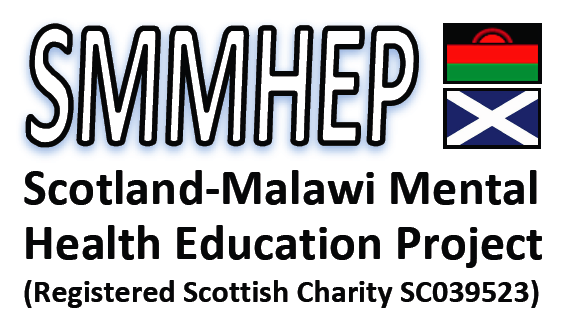 SMMHEP
Scotland-Malawi Mental
Health Education Project
(Registered Scottish Charity SC039523)